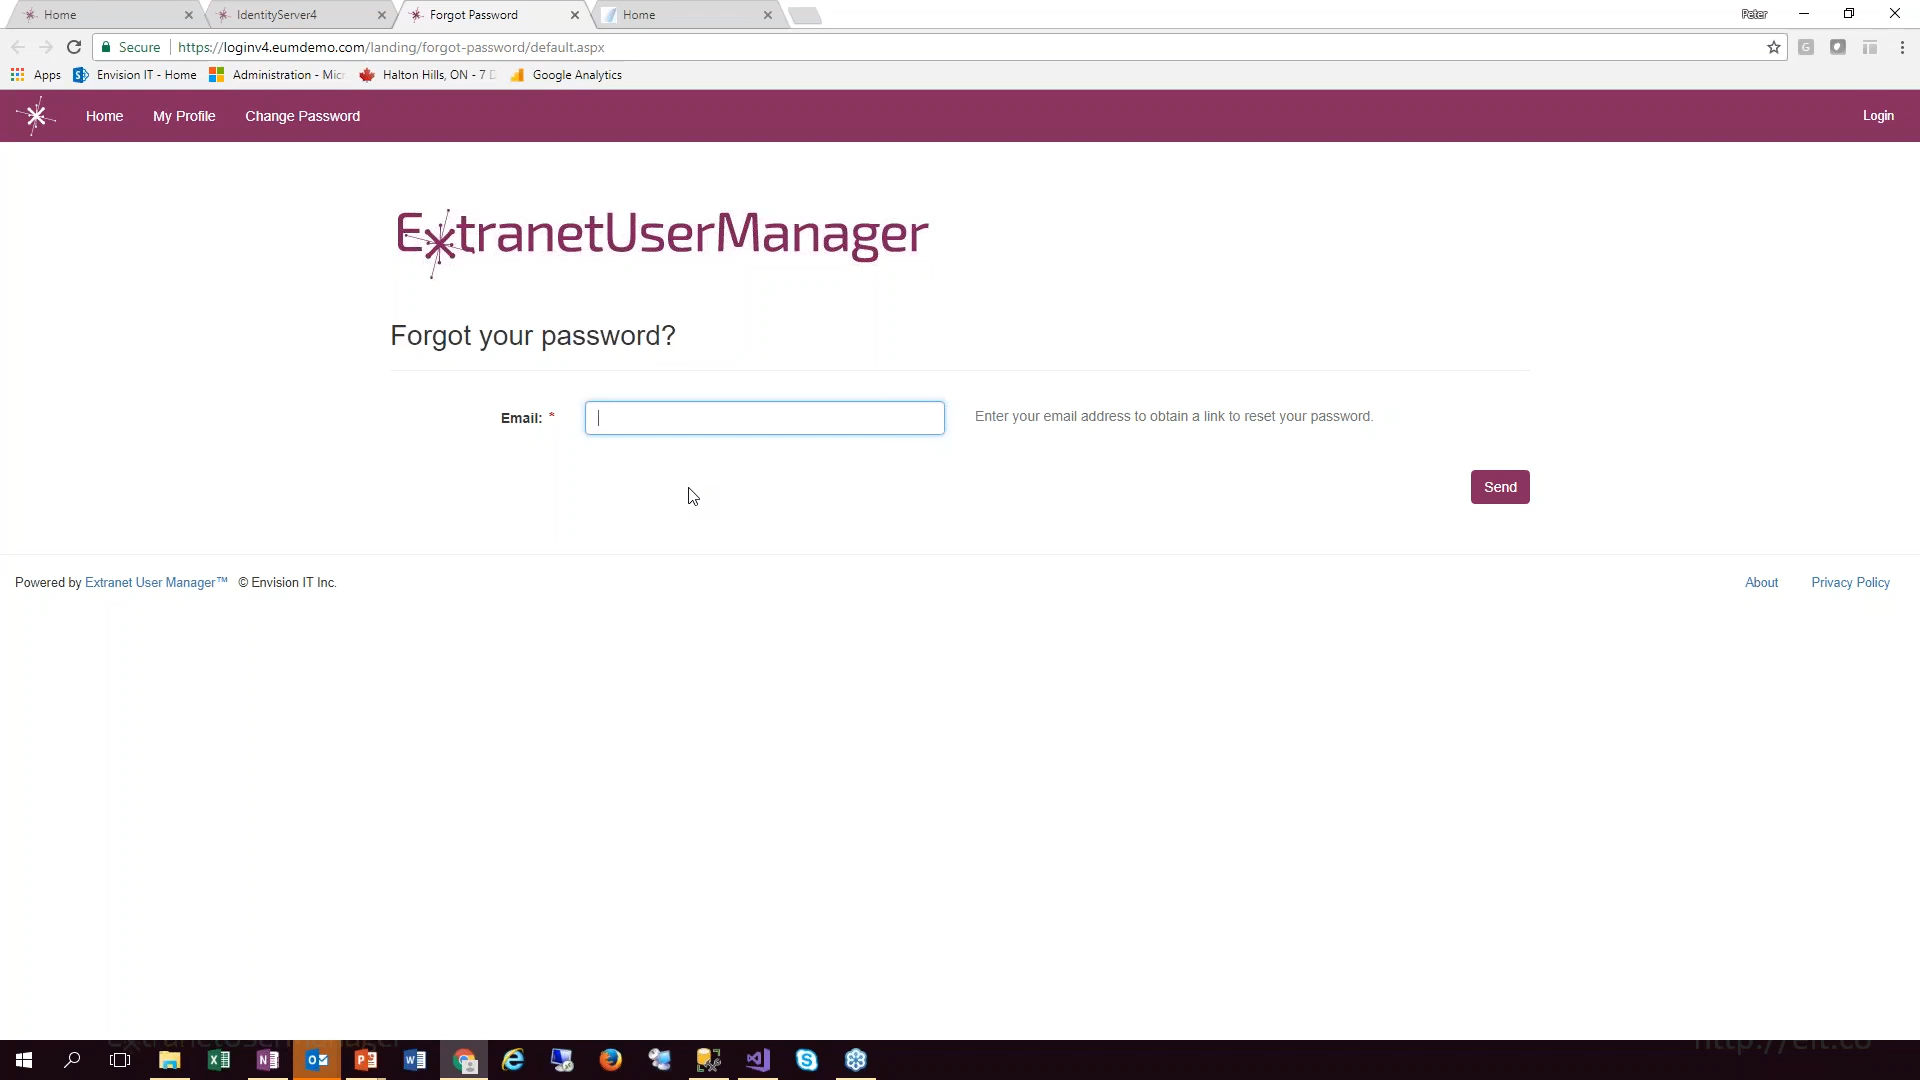 Home
IdentityServer4
Forgot Password
Home
Peter
Secure
https://loginv4.eumdemo.com/landing/forgot-password/default.aspx
Apps
Envision IT - Home
Administration - Micr
Halton Hills, ON - 7 D
Google Analytics
Home
My Profile
Change Password
Login
ExtranetUserManager
Forgot your password?
Email: *
Enter your email address to obtain a link to reset your password.
Send
Powered by Extranet User Manager™ © Envision IT Inc.
About
Privacy Policy